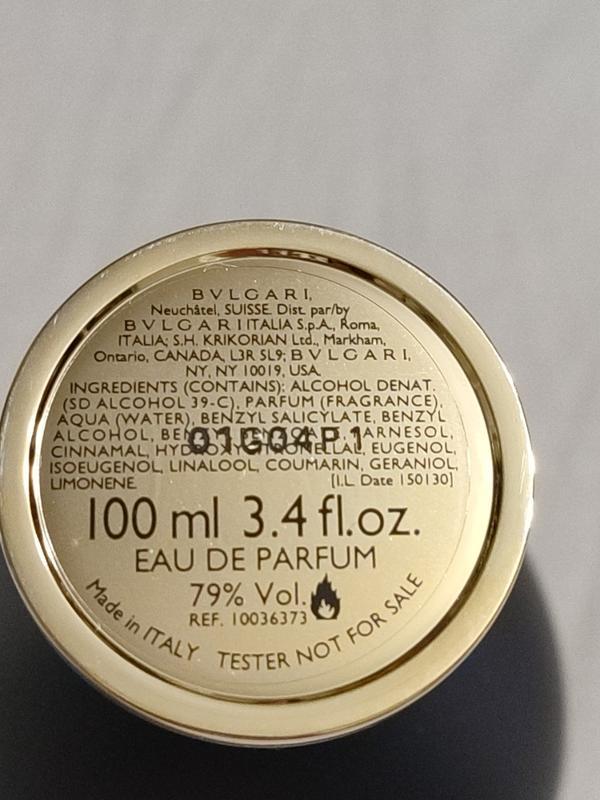 BVLGARI,
Neuchâtel, SUISSE. Dist. par/by
BVLGARI ITALIA S.p.A., Roma,
ITALIA; S.H. KRIKORIAN Ltd., Markham,
Ontario, CANADA, L3R 5L9; BVLGARI,
NY, NY 10019, USA.
INGREDIENTS (CONTAINS): ALCOHOL DENAT.
(SD ALCOHOL 39-C), PARFUM (FRAGRANCE),
AQUA (WATER), BENZYL SALICYLATE, BENZYL
ALCOHOL, FARNESOL,
01G04P1
CINNAMAL, HYDROXYCITRONELLAL, EUGENOL,
ISOEUGENOL, LINALOOL, COUMARIN, GERANIOL,
LIMONENE. [I.L. Date 150130]
100 ml 3.4 fl.oz.
EAU DE PARFUM
79% Vol.
REF. 10036373
Made in ITALY TESTER NOT FOR SALE